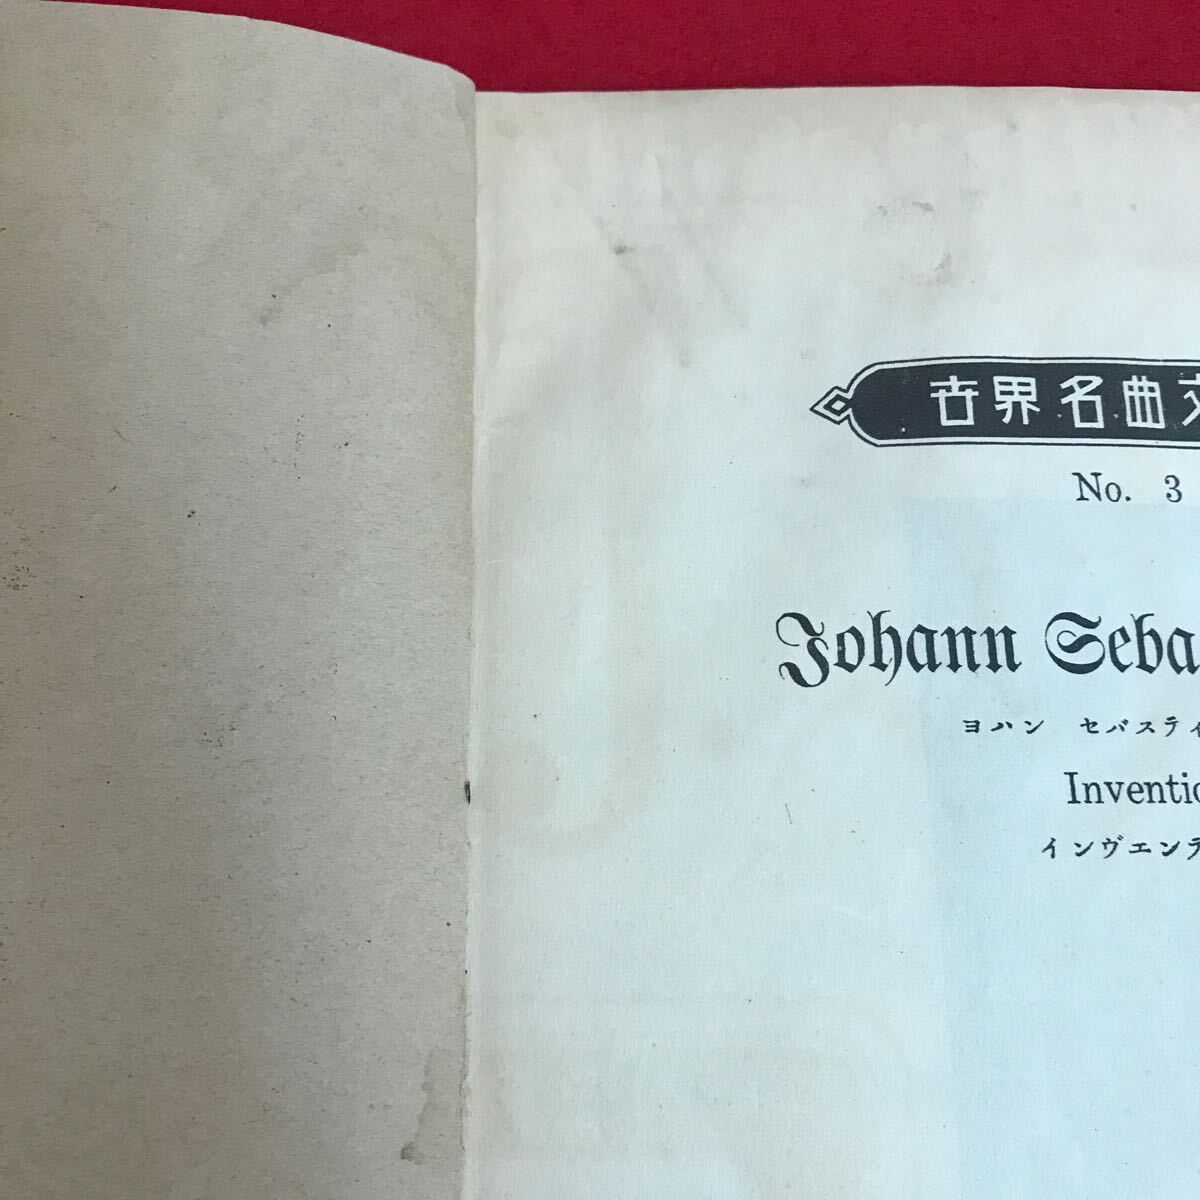 世界名曲文
No. 3
Johann Seba
ヨハン セバスティ
Inventio
インヴエンテ